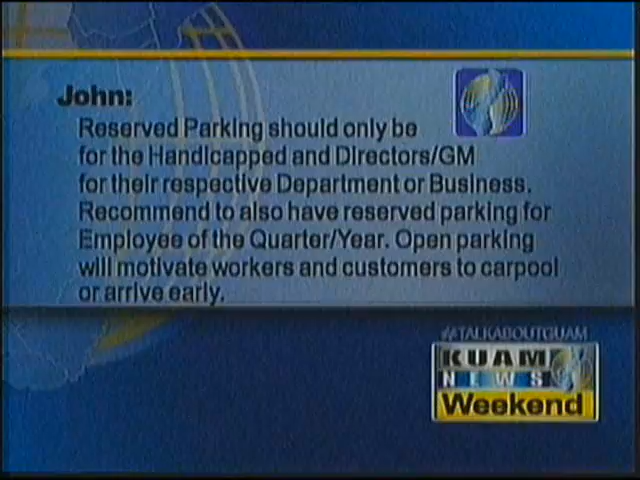 John:
Reserved Parking should only be
for the Handicapped and Directors/GM
for their respective Department or Business.
Recommend to also have reserved parking for
Employee of the Quarter/Year. Open parking
will motivate workers and customers to carpool
or arrive early.
#TALKABOUTGUAM
KUAM
NEWS
Weekend